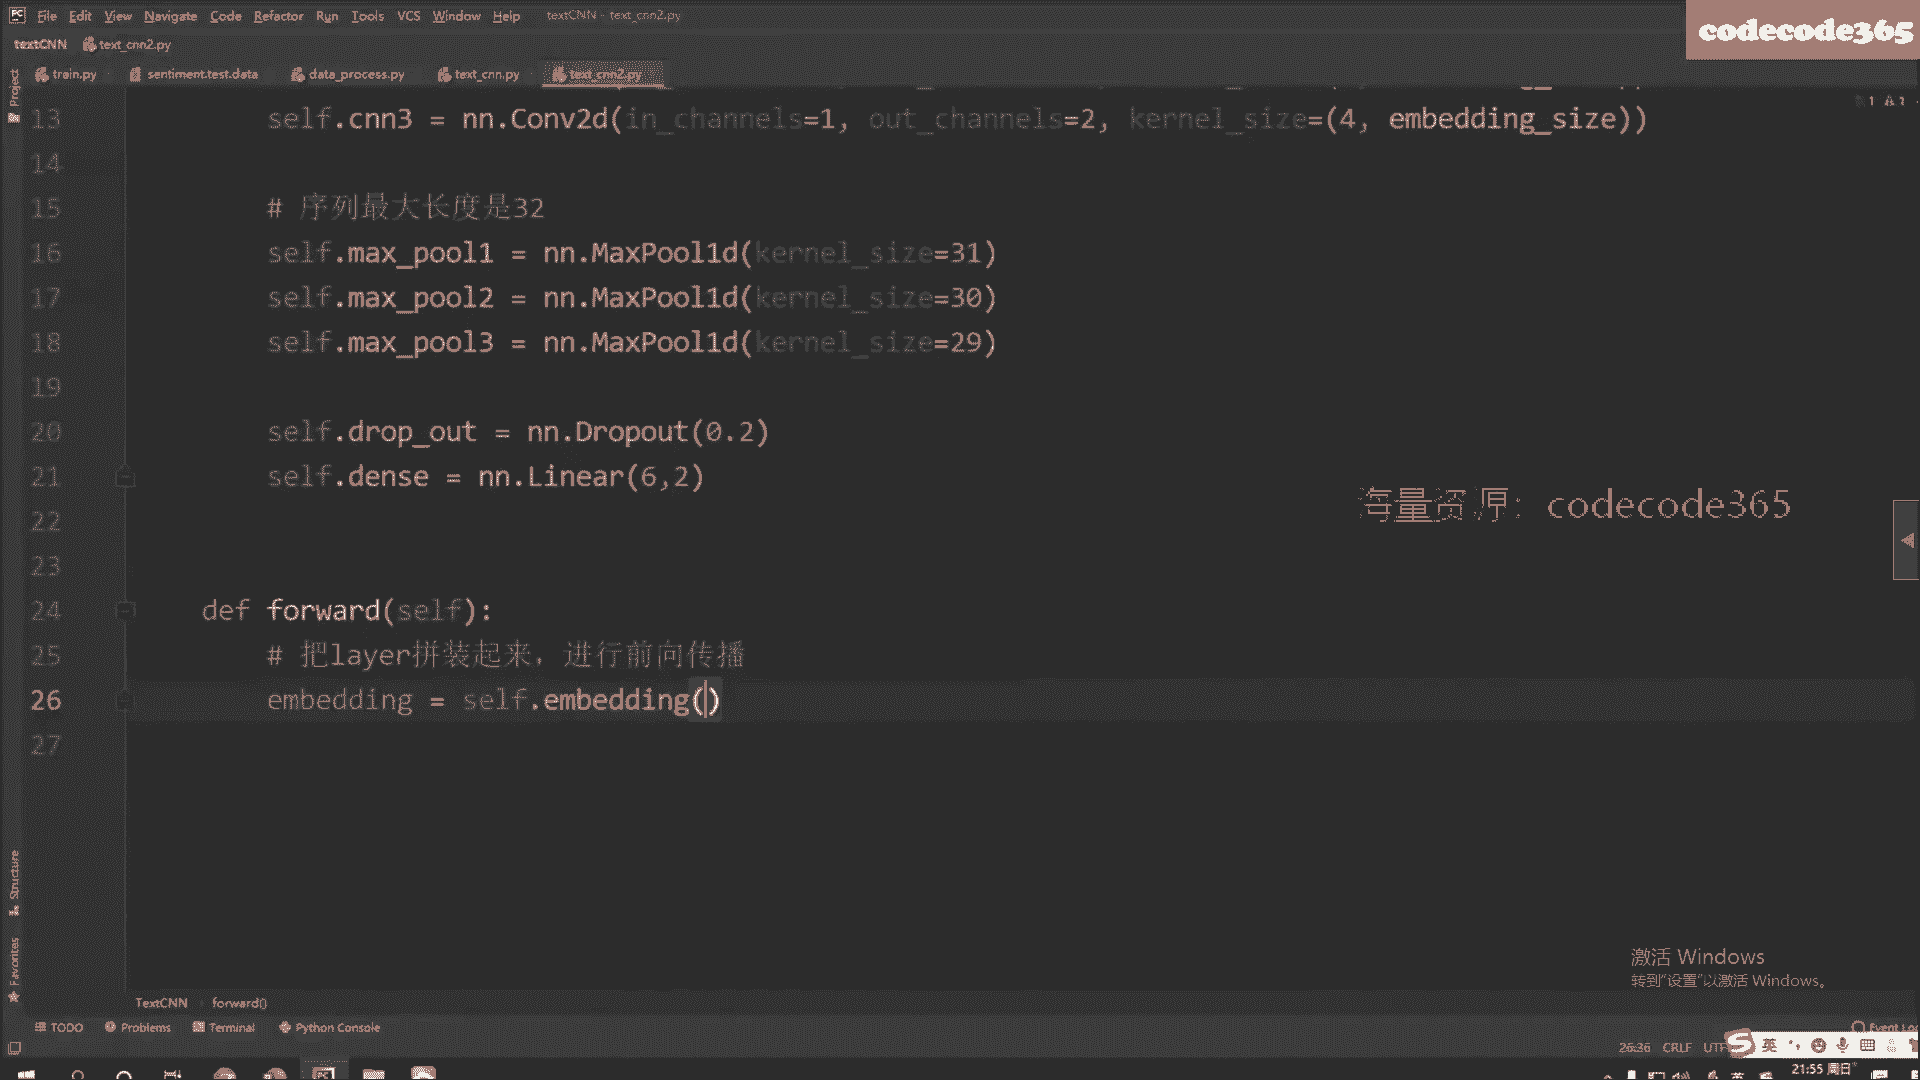 File Edit View Navigate Code Refactor Run Tools VCS Window Help textCNN - text_cnn2.py
codecode365
textCNN text_cnn2.py
train.py sentiment.test.data data_process.py text_cnn.py text_cnn2.py
Project
13 self.cnn3 = nn.Conv2d(in_channels=1, out_channels=2, kernel_size=(4, embedding_size))
14
15 # 序列最大长度是32
16 self.max_pool1 = nn.MaxPool1d(kernel_size=31)
17 self.max_pool2 = nn.MaxPool1d(kernel_size=30)
18 self.max_pool3 = nn.MaxPool1d(kernel_size=29)
19
20 self.drop_out = nn.Dropout(0.2)
21 self.dense = nn.Linear(6,2)
海量资源：codecode365
22
23
24 def forward(self):
25 # 把layer拼装起来，进行前向传播
26 embedding = self.embedding()
27
Structure
Favorites
激活 Windows
转到"设置"以激活 Windows。
TextCNN forward()
TODO Problems Terminal Python Console Event Log
26:36 CRLF UTF
英
21:55 周日